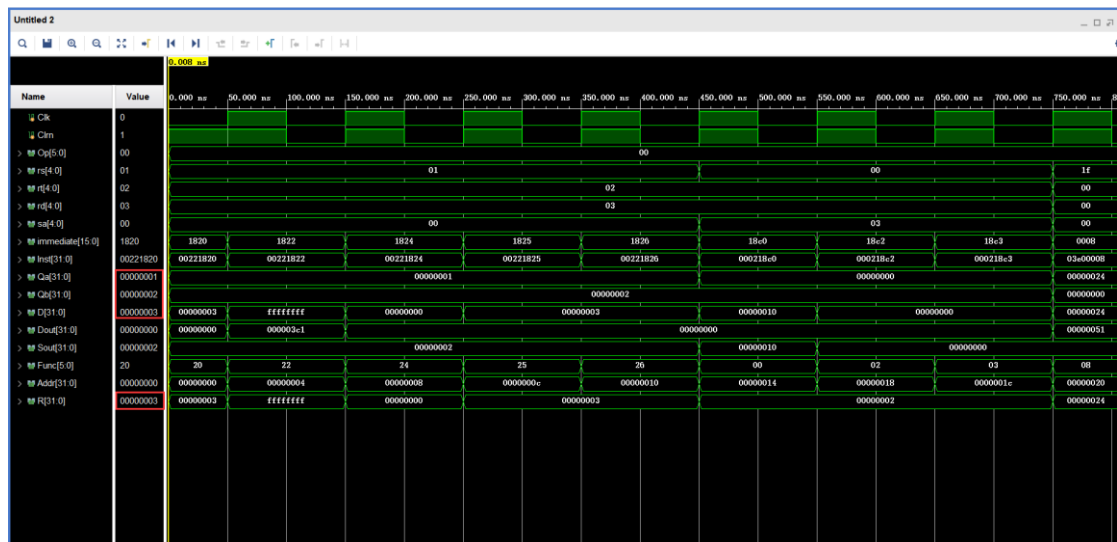 Untitled 2
0.008 ns
Name Value 0.000 ns 50.000 ns 100.000 ns 150.000 ns 200.000 ns 250.000 ns 300.000 ns 350.000 ns 400.000 ns 450.000 ns 500.000 ns 550.000 ns 600.000 ns 650.000 ns 700.000 ns 750.000 ns
Clk 0
Clrn 1
Op[5:0] 00 00
rs[4:0] 01 01 00 1f
rt[4:0] 02 02 00
rd[4:0] 03 03 00
sa[4:0] 00 00 03 00
immediate[15:0] 1820 1820 1822 1824 1825 1826 18c0 18c2 18c3 0008
Inst[31:0] 00221820 00221820 00221822 00221824 00221825 00221826 000218c0 000218c2 000218c3 03e00008
Qa[31:0] 00000001 00000001 00000000 00000024
Qb[31:0] 00000002 00000002 00000000
D[31:0] 00000003 00000003 ffffffff 00000000 00000003 00000010 00000000 00000024
Dout[31:0] 00000000 00000000 000003c1 00000000 00000051
Sout[31:0] 00000002 00000002 00000010 00000000
Func[5:0] 20 20 22 24 25 26 00 02 03 08
Addr[31:0] 00000000 00000000 00000004 00000008 0000000c 00000010 00000014 00000018 0000001c 00000020
R[31:0] 00000003 00000003 ffffffff 00000000 00000003 00000002 00000024